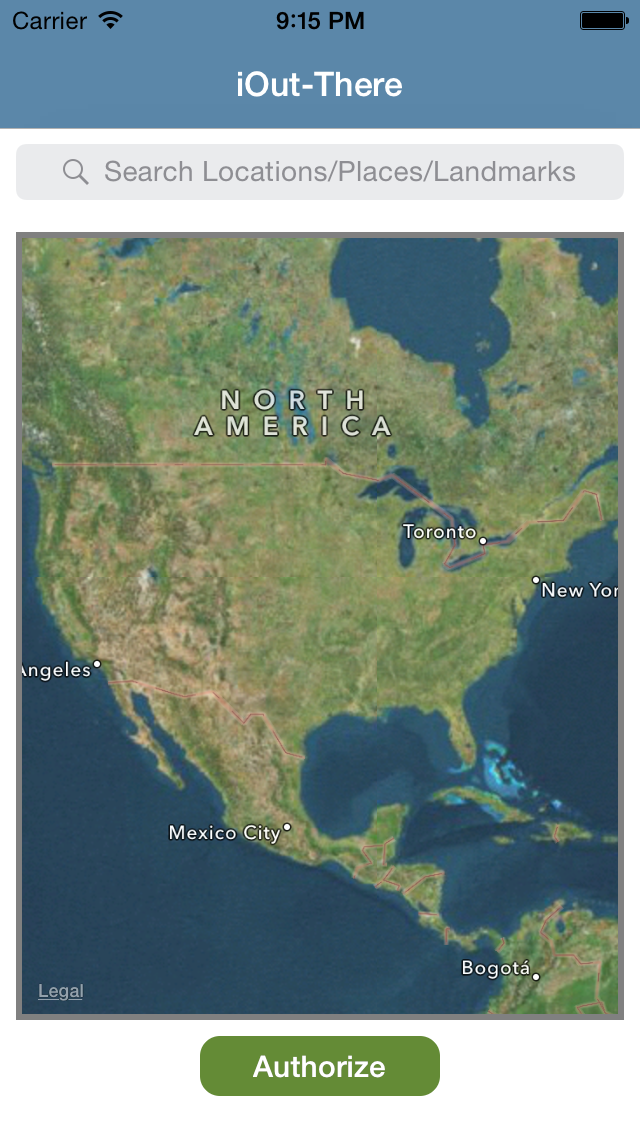 Carrier 9:15 PM
iOut-There
Search Locations/Places/Landmarks
NORTH
AMERICA
Toronto
New Yor
Angeles
Mexico City
Bogotá
Legal
Authorize